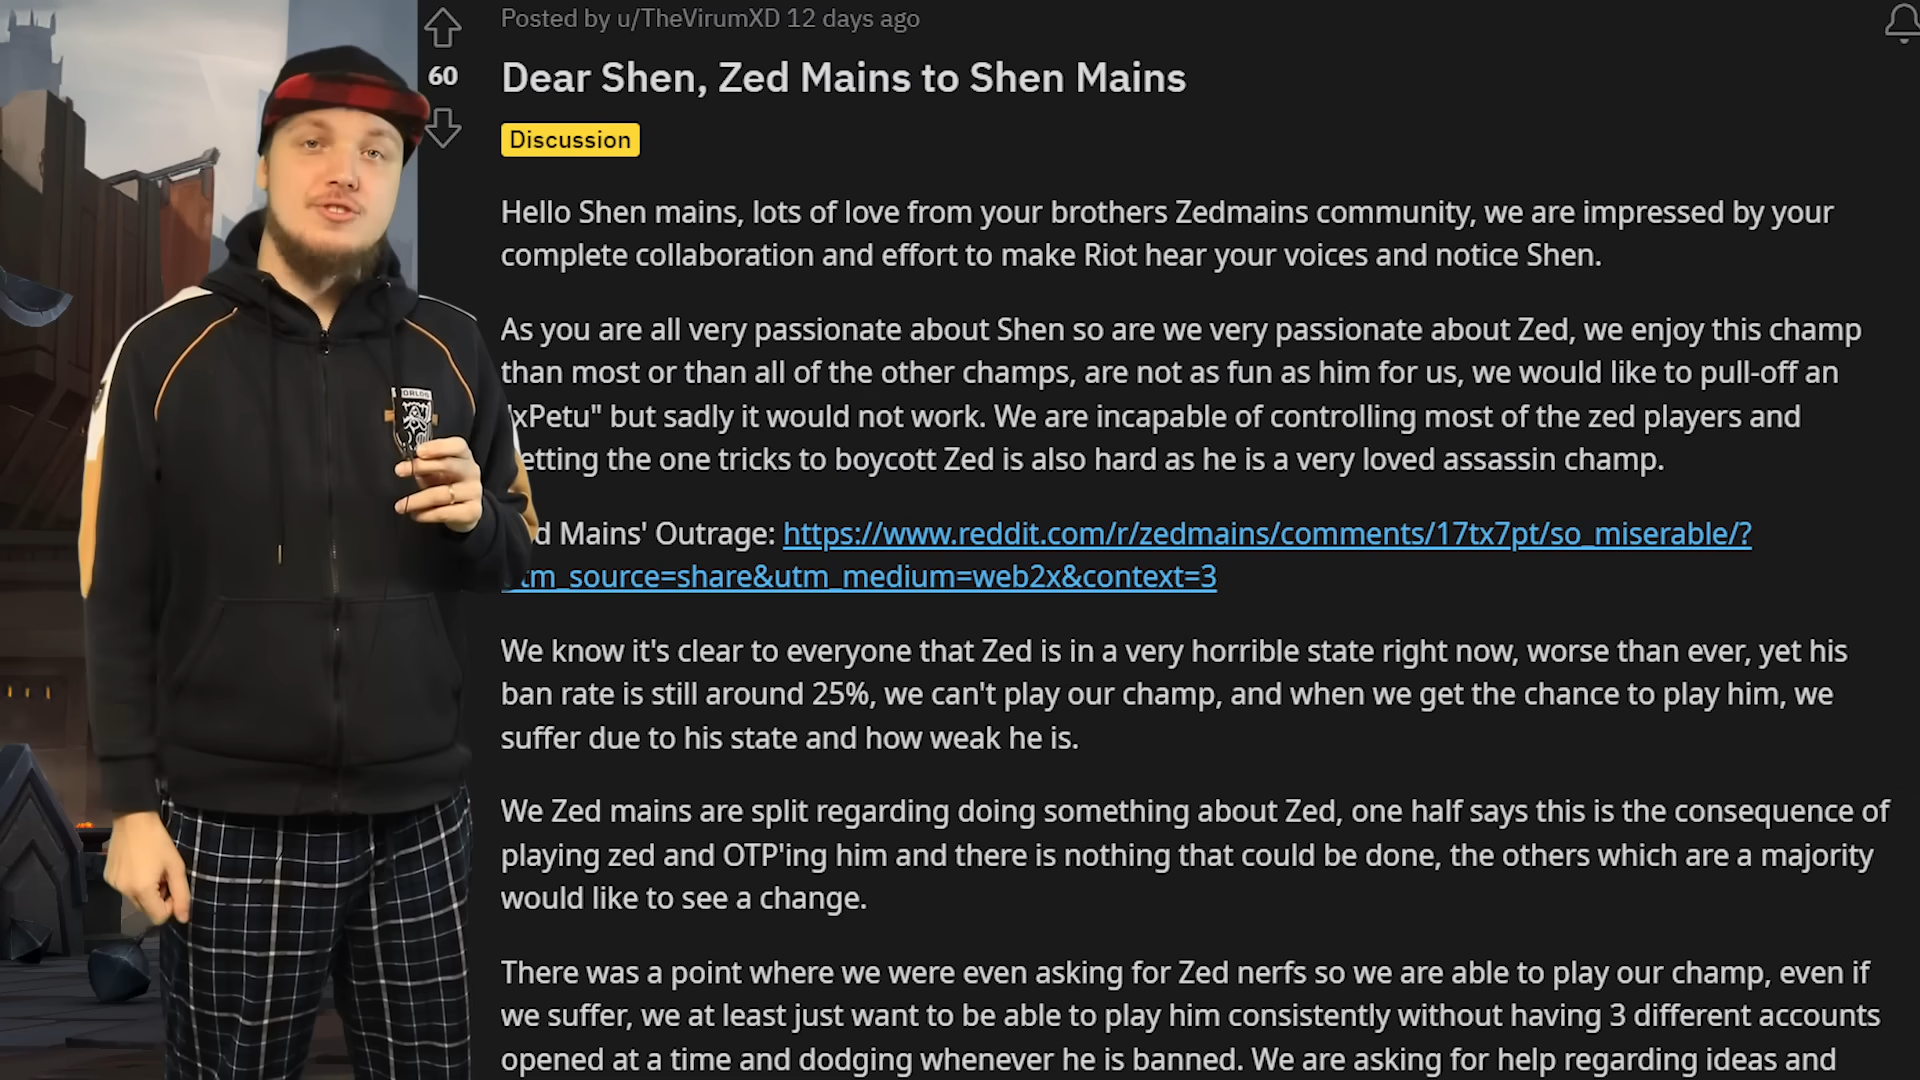 Posted by u/TheVirumXD 12 days ago
60
Dear Shen, Zed Mains to Shen Mains
Discussion
Hello Shen mains, lots of love from your brothers Zedmains community, we are impressed by your
complete collaboration and effort to make Riot hear your voices and notice Shen.
As you are all very passionate about Shen so are we very passionate about Zed, we enjoy this champ
than most or than all of the other champs, are not as fun as him for us, we would like to pull-off an
xPetu" but sadly it would not work. We are incapable of controlling most of the zed players and
etting the one tricks to boycott Zed is also hard as he is a very loved assassin champ.
ORLDS
d Mains' Outrage: https://www.reddit.com/r/zedmains/comments/17tx7pt/so_miserable/?
tm_source=share&utm_medium=web2x&context=3
We know it's clear to everyone that Zed is in a very horrible state right now, worse than ever, yet his
ban rate is still around 25%, we can't play our champ, and when we get the chance to play him, we
suffer due to his state and how weak he is.
We Zed mains are split regarding doing something about Zed, one half says this is the consequence of
playing zed and OTP'ing him and there is nothing that could be done, the others which are a majority
would like to see a change.
There was a point where we were even asking for Zed nerfs so we are able to play our champ, even if
we suffer, we at least just want to be able to play him consistently without having 3 different accounts
opened at a time and dodging whenever he is banned. We are asking for help regarding ideas and